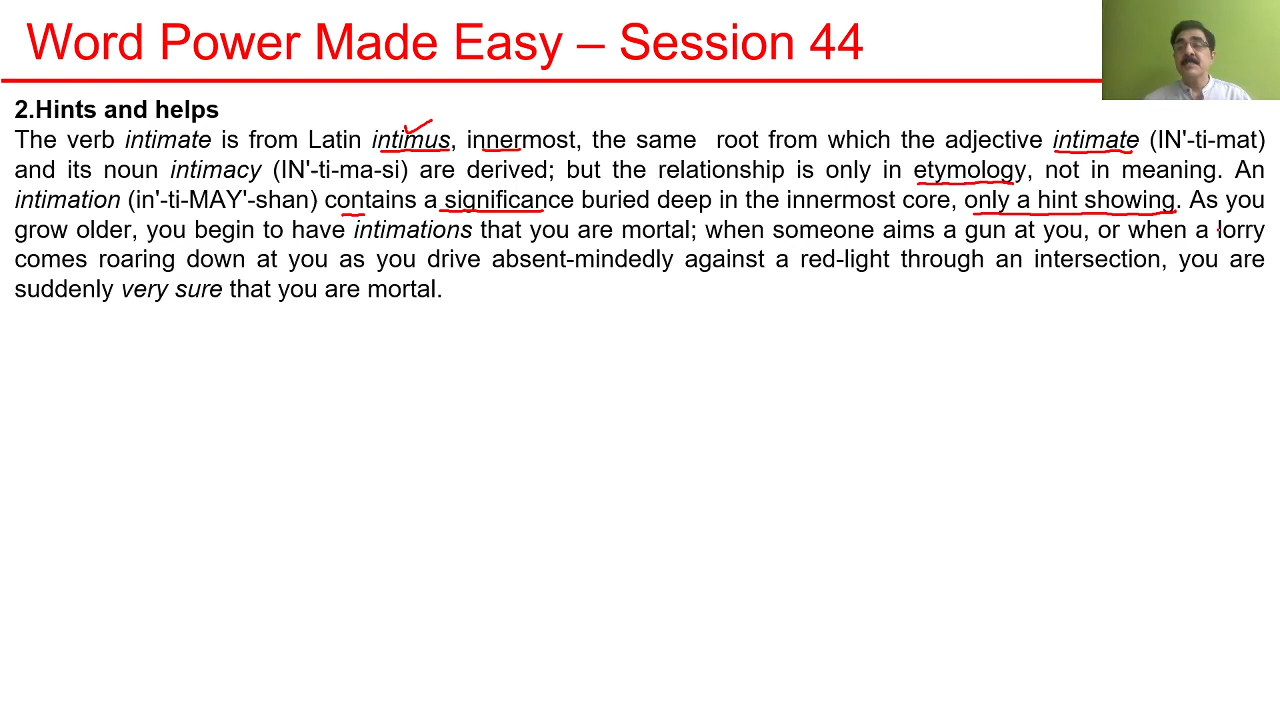 Word Power Made Easy – Session 44
2.Hints and helps
The verb intimate is from Latin intimus, innermost, the same root from which the adjective intimate (IN'-ti-mat)
and its noun intimacy (IN'-ti-ma-si) are derived; but the relationship is only in etymology, not in meaning. An
intimation (in'-ti-MAY'-shan) contains a significance buried deep in the innermost core, only a hint showing. As you
grow older, you begin to have intimations that you are mortal; when someone aims a gun at you, or when a lorry
comes roaring down at you as you drive absent-mindedly against a red-light through an intersection, you are
suddenly very sure that you are mortal.